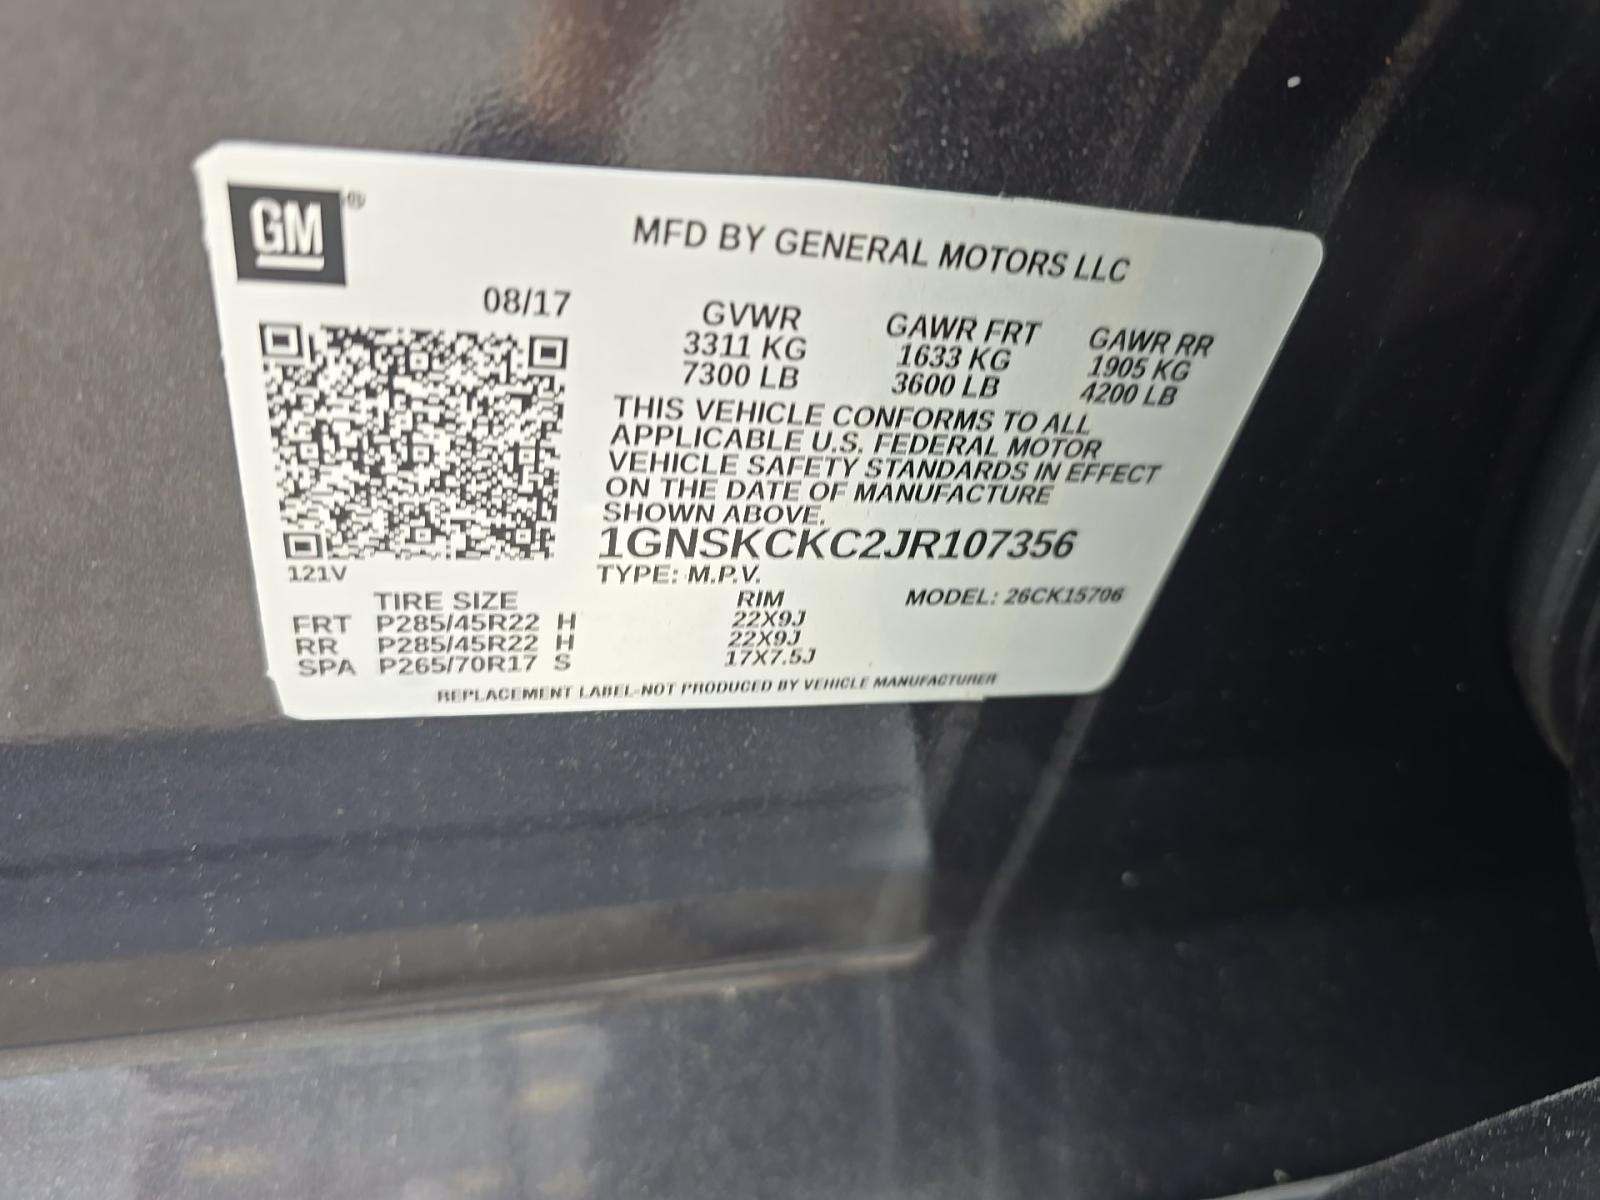 GM ®
MFD BY GENERAL MOTORS LLC
08/17
GVWR GAWR FRT GAWR RR
3311 KG 1633 KG 1905 KG
7300 LB 3600 LB 4200 LB
THIS VEHICLE CONFORMS TO ALL
APPLICABLE U.S. FEDERAL MOTOR
VEHICLE SAFETY STANDARDS IN EFFECT
ON THE DATE OF MANUFACTURE
SHOWN ABOVE.
1GNSKCKC2JR107356
121V
TYPE: M.P.V.
TIRE SIZE RIM MODEL: 26CK15706
FRT P285/45R22 H 22X9J
RR P285/45R22 H 22X9J
SPA P265/70R17 S 17X7.5J
REPLACEMENT LABEL-NOT PRODUCED BY VEHICLE MANUFACTURER